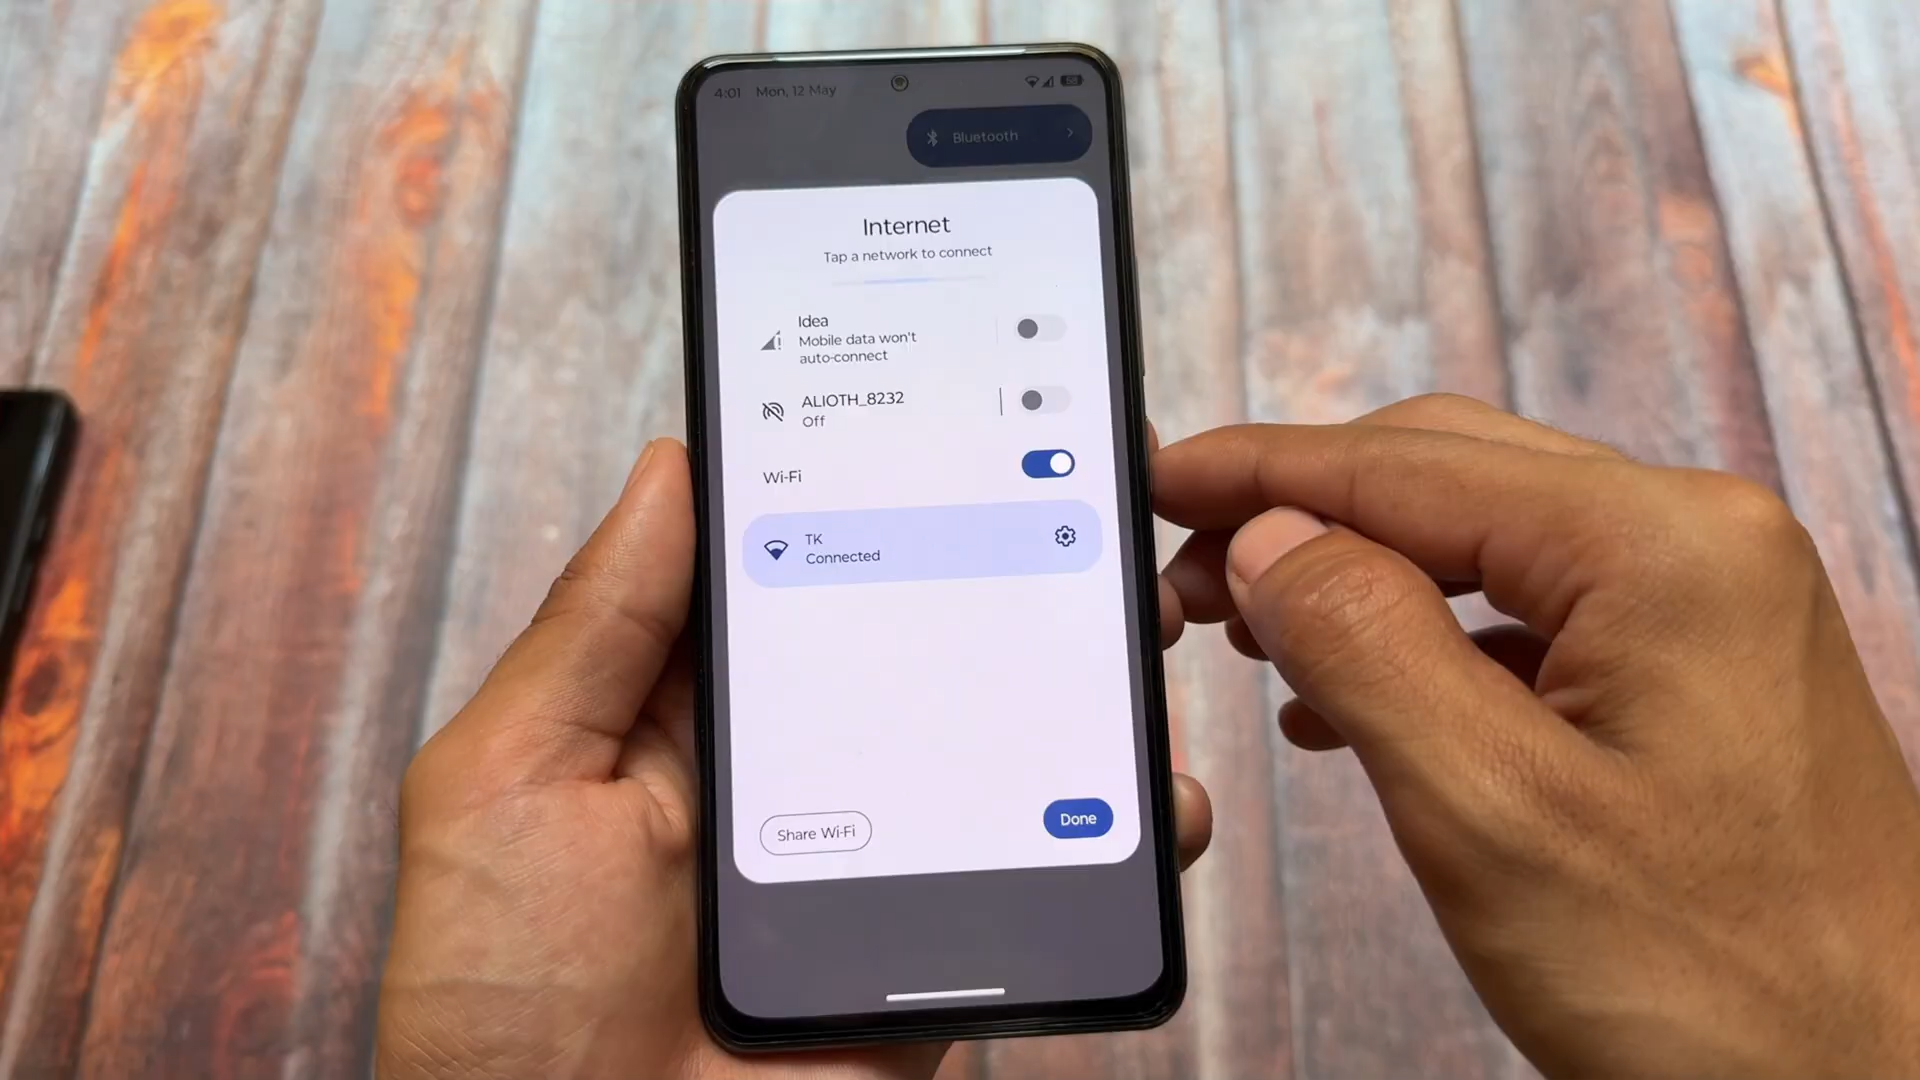 4:01 Mon, 12 May 58
Bluetooth
Internet
Tap a network to connect
Idea
Mobile data won't
auto-connect
ALIOTH_8232
Off
Wi-Fi
TK
Connected
Share Wi-Fi
Done